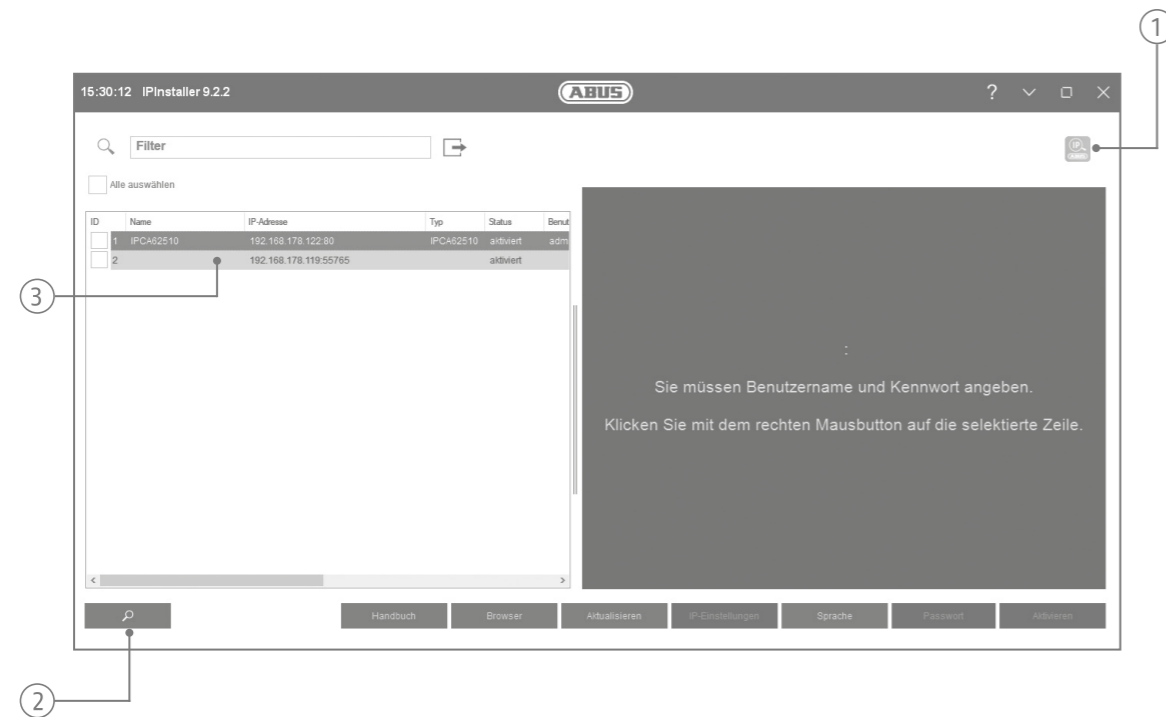 1
15:30:12 IPInstaller 9.2.2 ABUS ?
Filter
IP
Alle auswählen
ID Name IP-Adresse Typ Status Benut
1 IPCA62510 192.168.178.122:80 IPCA62510 aktiviert adm
2 192.168.178.119:55765 aktiviert
3
:
Sie müssen Benutzername und Kennwort angeben.
Klicken Sie mit dem rechten Mausbutton auf die selektierte Zeile.
Handbuch Browser Aktualisieren IP-Einstellungen Sprache Passwort Aktivieren
2